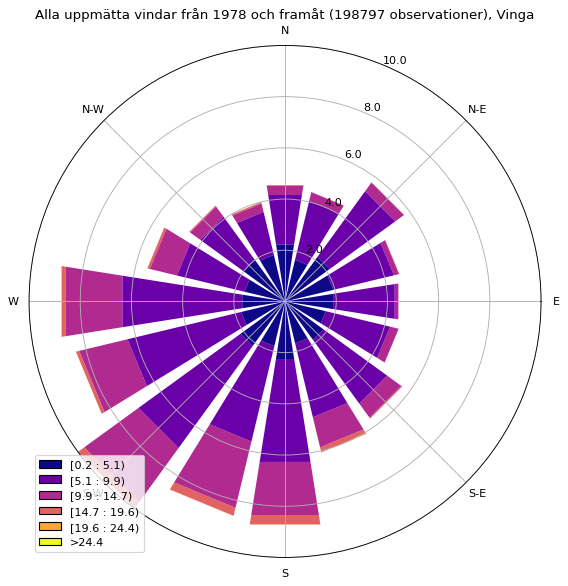 Alla uppmätta vindar från 1978 och framåt (198797 observationer), Vinga
N
10.0
N-W
8.0
N-E
6.0
4.0
2.0
W
E
[0.2 : 5.1)
[5.1 : 9.9)
[9.9 : 14.7)
[14.7 : 19.6)
[19.6 : 24.4)
>24.4
S-E
S